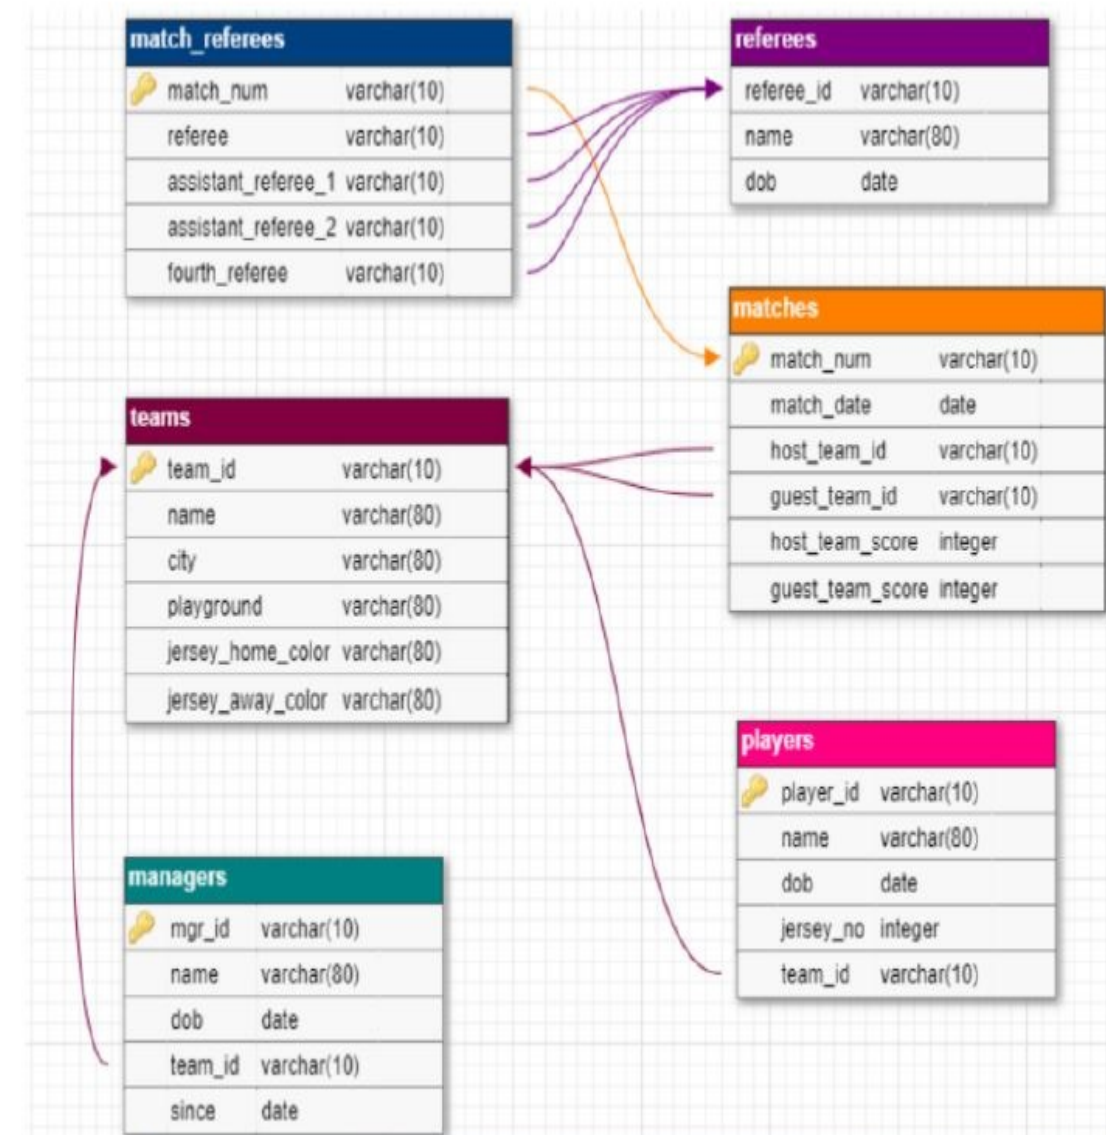 match_referees
match_num varchar(10)
referee varchar(10)
assistant_referee_1 varchar(10)
assistant_referee_2 varchar(10)
fourth_referee varchar(10)
referees
referee_id varchar(10)
name varchar(80)
dob date
matches
match_num varchar(10)
match_date date
host_team_id varchar(10)
guest_team_id varchar(10)
host_team_score integer
guest_team_score integer
teams
team_id varchar(10)
name varchar(80)
city varchar(80)
playground varchar(80)
jersey_home_color varchar(80)
jersey_away_color varchar(80)
players
player_id varchar(10)
name varchar(80)
dob date
jersey_no integer
team_id varchar(10)
managers
mgr_id varchar(10)
name varchar(80)
dob date
team_id varchar(10)
since date